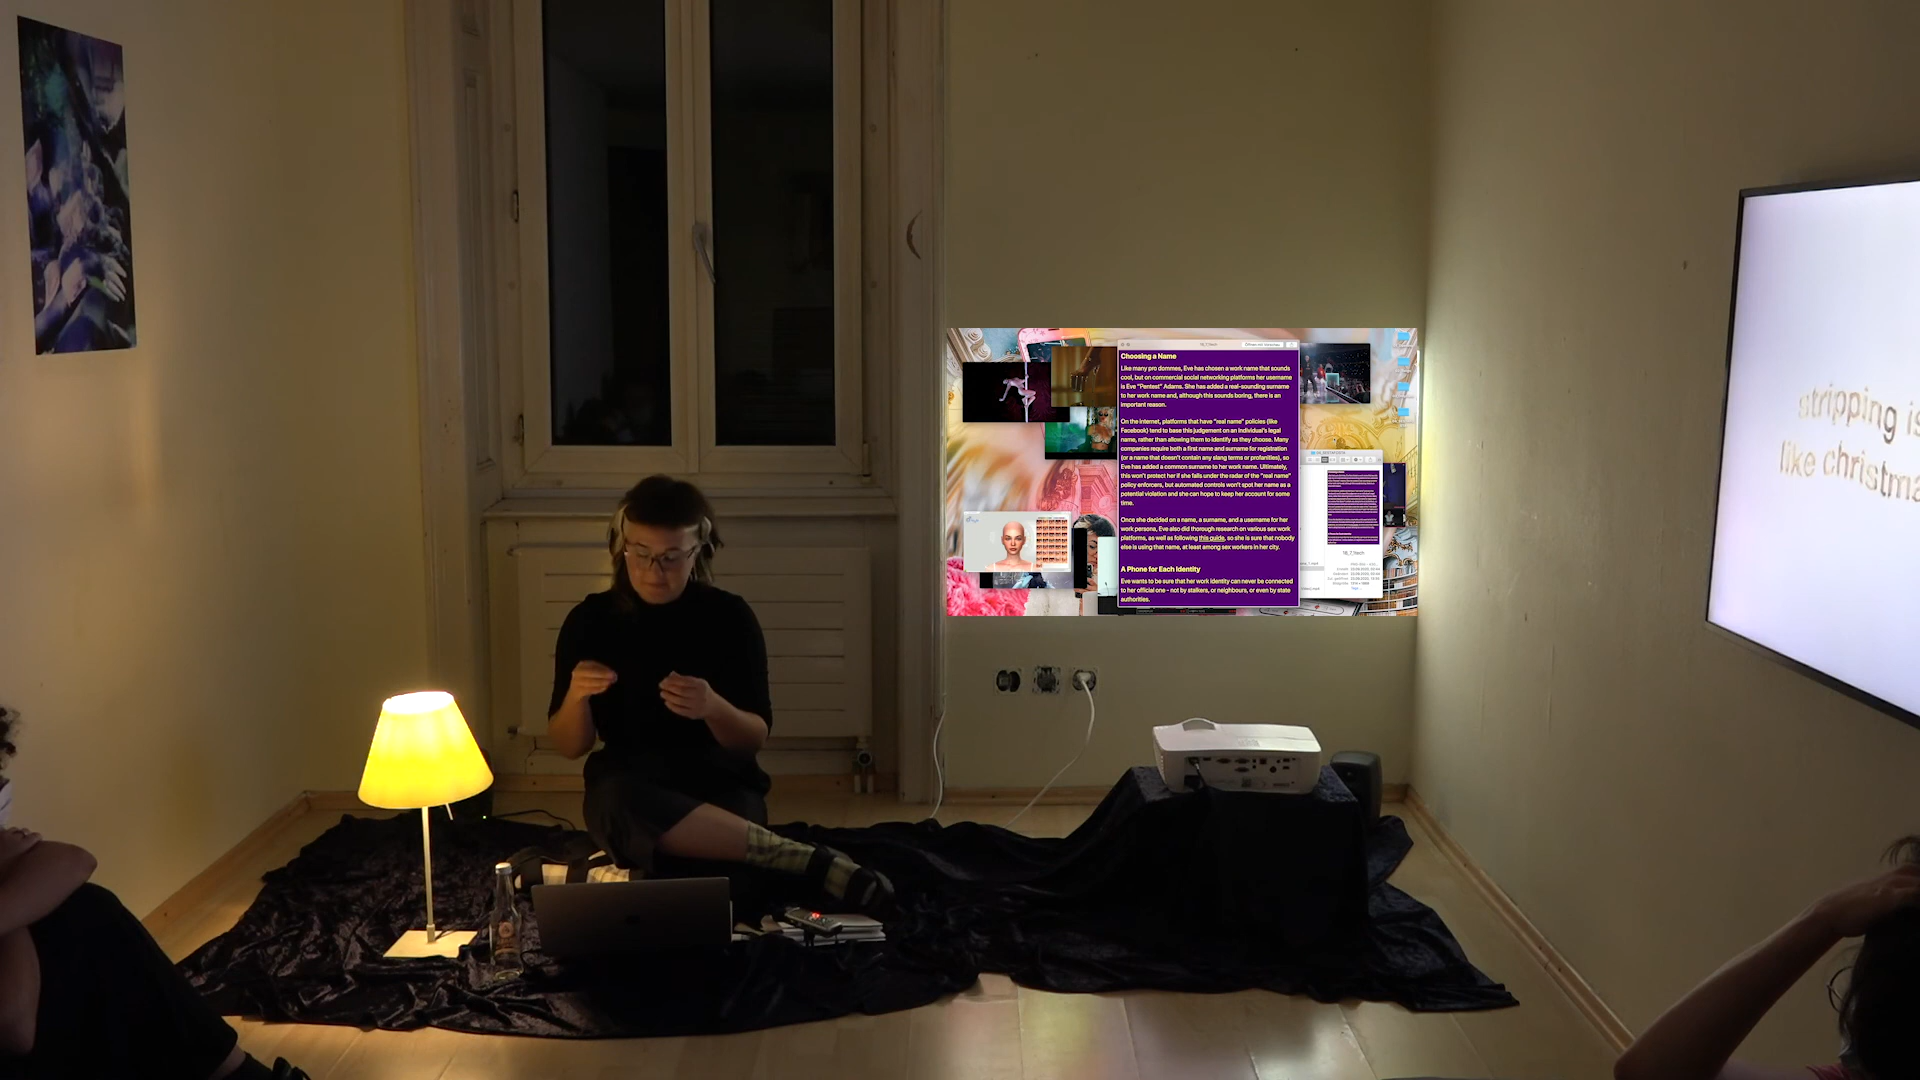 Choosing a Name
Like many pro dommes, Eve has chosen a work name that sounds
cool, but on commercial social networking platforms her username
is Eve "Pentest" Adams. She has added a real-sounding surname
to her work name and, although this sounds boring, there is an
important reason.
On the internet, platforms that have "real name" policies (like
Facebook) tend to base this judgement on an individual's legal
name, rather than allowing them to identify as they choose. Many
companies require both a first name and surname for registration
(or a name that doesn't contain any slang terms or profanities), so
Eve has added a common surname to her work name. Ultimately,
this won't protect her if she falls under the radar of the "real name"
policy enforcers, but automated controls won't spot her name as a
potential violation and she can hope to keep her account for some
time.
Once she decided on a name, a surname, and a username for her
work persona, Eve also did thorough research on various sex work
platforms, as well as following this guide, so she is sure that nobody
else is using that name, at least among sex workers in her city.
A Phone for Each Identity
Eve wants to be sure that her work identity can never be connected
to her official one - not by stalkers, or neighbours, or even by state
authorities.
stripping is
like christma